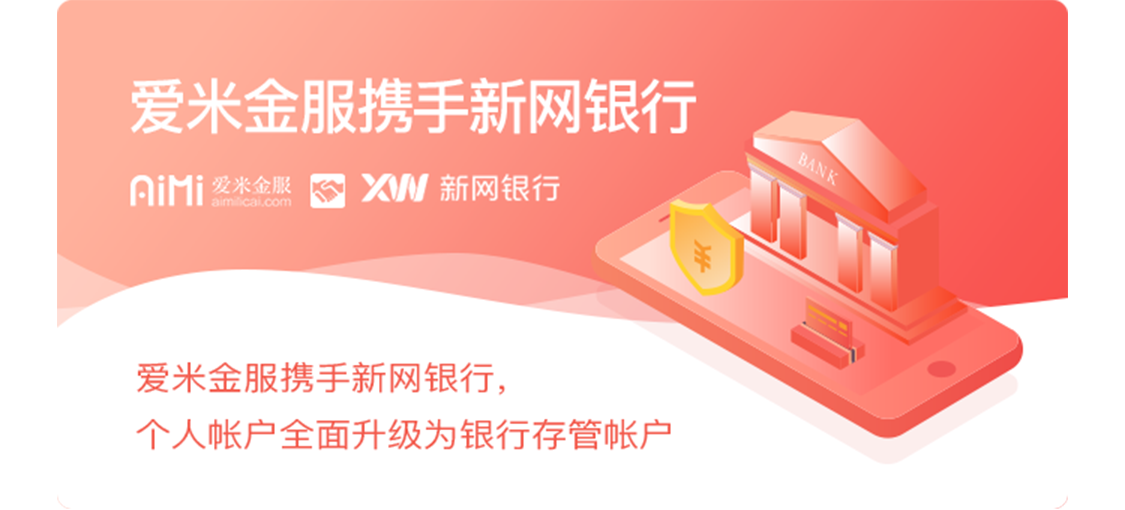 爱米金服携手新网银行
AiMi 爱米金服 XW 新网银行
aimilicai.com
BANK
¥
爱米金服携手新网银行,
个人帐户全面升级为银行存管帐户